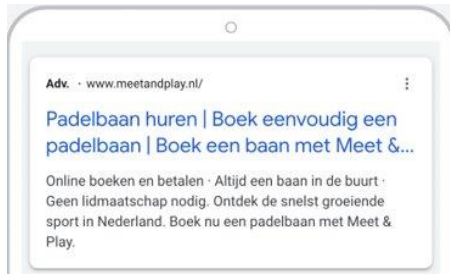 Adv. · www.meetandplay.nl/
Padelbaan huren | Boek eenvoudig een
padelbaan | Boek een baan met Meet &...
Online boeken en betalen · Altijd een baan in de buurt ·
Geen lidmaatschap nodig. Ontdek de snelst groeiende
sport in Nederland. Boek nu een padelbaan met Meet &
Play.